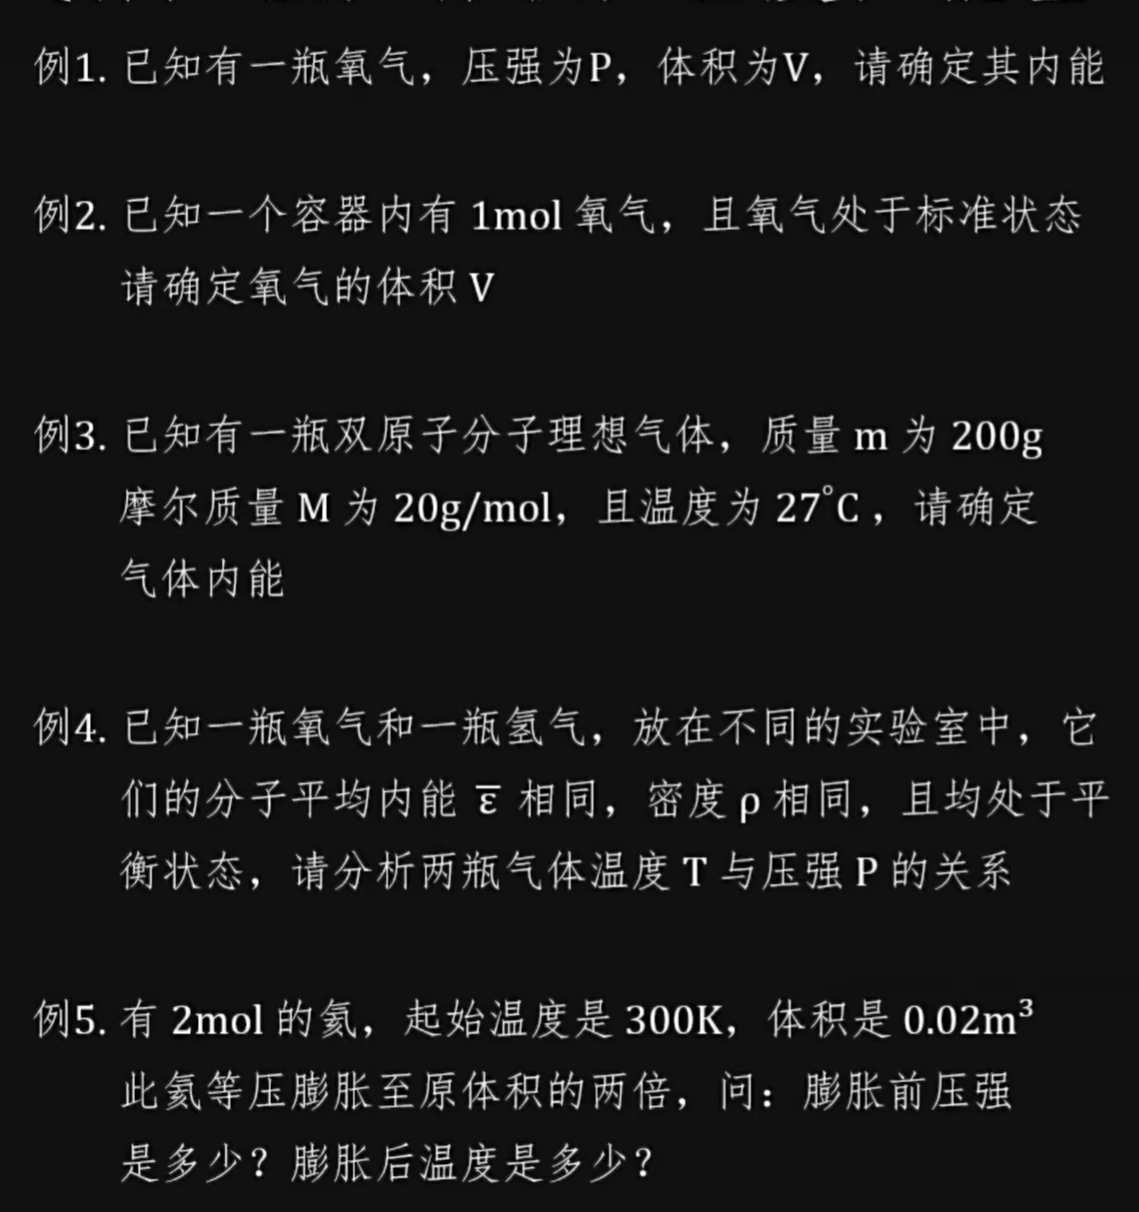 例1. 已知有一瓶氧气，压强为P，体积为V，请确定其内能
例2. 已知一个容器内有 1mol 氧气，且氧气处于标准状态
请确定氧气的体积 V
例3. 已知有一瓶双原子分子理想气体，质量 m 为 200g
摩尔质量 M 为 20g/mol，且温度为 27°C，请确定
气体内能
例4. 已知一瓶氧气和一瓶氢气，放在不同的实验室中，它
们的分子平均内能 ε̅ 相同，密度 ρ 相同，且均处于平
衡状态，请分析两瓶气体温度 T 与压强 P 的关系
例5. 有 2mol 的氦，起始温度是 300K，体积是 0.02m³
此氦等压膨胀至原体积的两倍，问：膨胀前压强
是多少？膨胀后温度是多少？